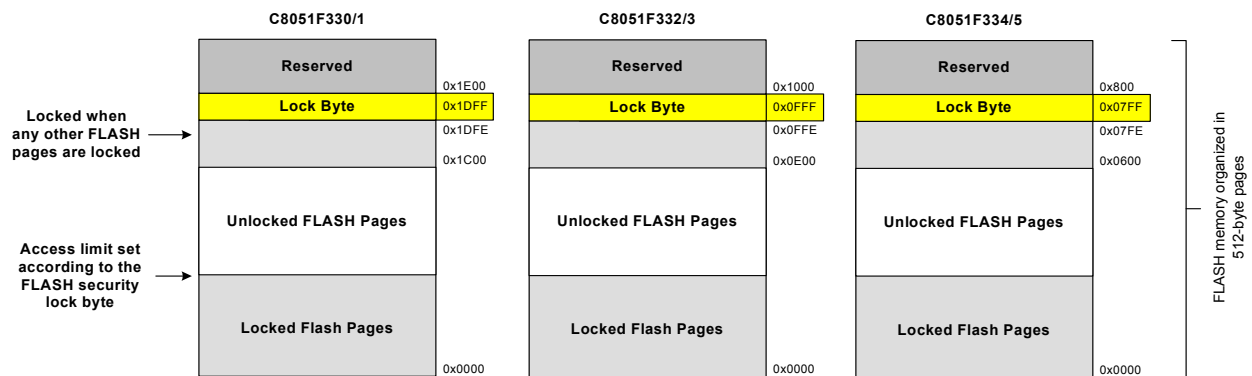 C8051F330/1
Reserved
0x1E00
Lock Byte
0x1DFF
0x1DFE
0x1C00
Unlocked FLASH Pages
Locked Flash Pages
0x0000
Locked when
any other FLASH
pages are locked
Access limit set
according to the
FLASH security
lock byte
C8051F332/3
Reserved
0x1000
Lock Byte
0x0FFF
0x0FFE
0x0E00
Unlocked FLASH Pages
Locked Flash Pages
0x0000
C8051F334/5
Reserved
0x800
Lock Byte
0x07FF
0x07FE
0x0600
Unlocked FLASH Pages
Locked Flash Pages
0x0000
FLASH memory organized in
512-byte pages